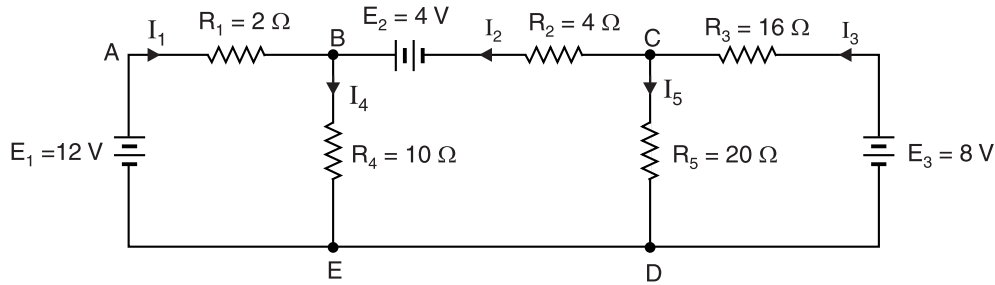 A
I₁
R₁ = 2 Ω
B
E₂ = 4 V
I₂
R₂ = 4 Ω
C
R₃ = 16 Ω
I₃
I₄
I₅
E₁ =12 V
R₄ = 10 Ω
R₅ = 20 Ω
E₃ = 8 V
E
D